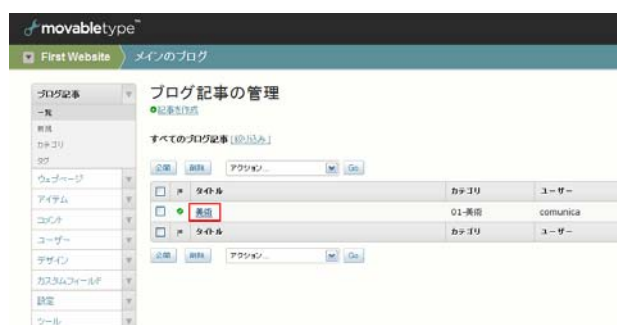 movabletype™
First Website メインのブログ
ブログ記事
一覧
新規
カテゴリ
タグ
ウェブページ
アイテム
コメント
ユーザー
デザイン
カスタムフィールド
設定
ツール
ブログ記事の管理
記事を作成
すべてのブログ記事 [絞り込み]
公開 削除 アクション... Go
タイトル カテゴリ ユーザー
美術 01-美術 comunica
タイトル カテゴリ ユーザー
公開 削除 アクション... Go